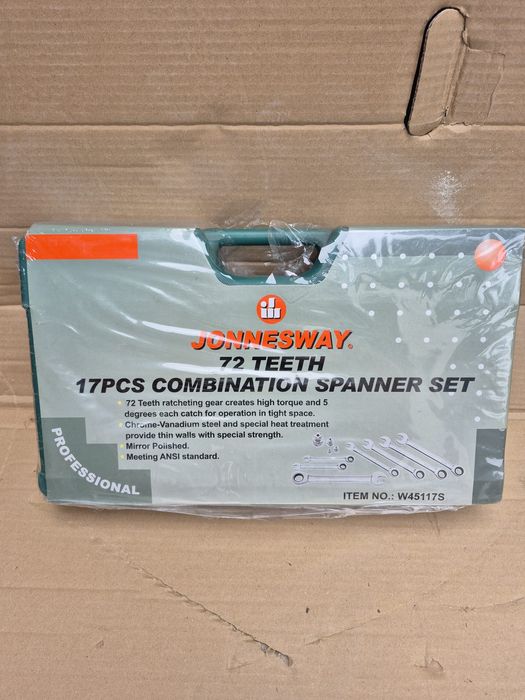 JONNESWAY®
72 TEETH
17PCS COMBINATION SPANNER SET
• 72 Teeth ratcheting gear creates high torque and 5
degrees each catch for operation in tight space.
• Chrome-Vanadium steel and special heat treatment
provide thin walls with special strength.
• Mirror Polished.
• Meeting ANSI standard.
PROFESSIONAL
ITEM NO.: W45117S